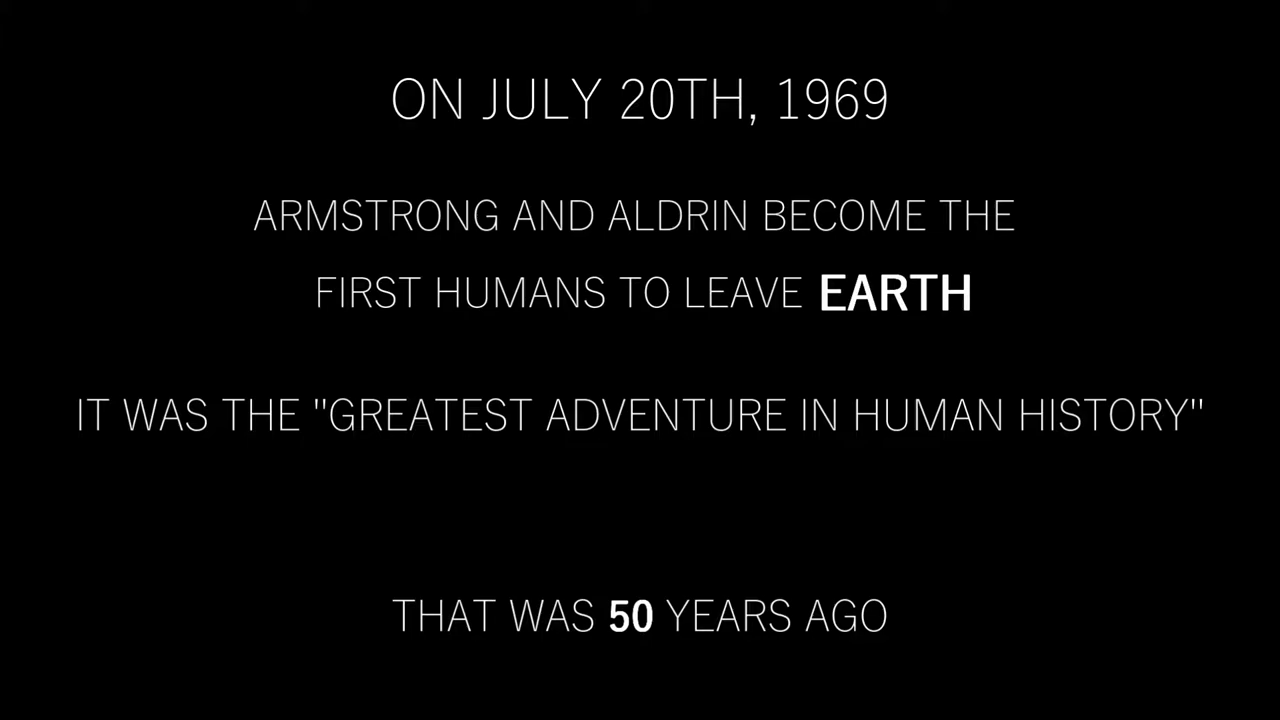 ON JULY 20TH, 1969
ARMSTRONG AND ALDRIN BECOME THE
FIRST HUMANS TO LEAVE EARTH
IT WAS THE "GREATEST ADVENTURE IN HUMAN HISTORY"
THAT WAS 50 YEARS AGO